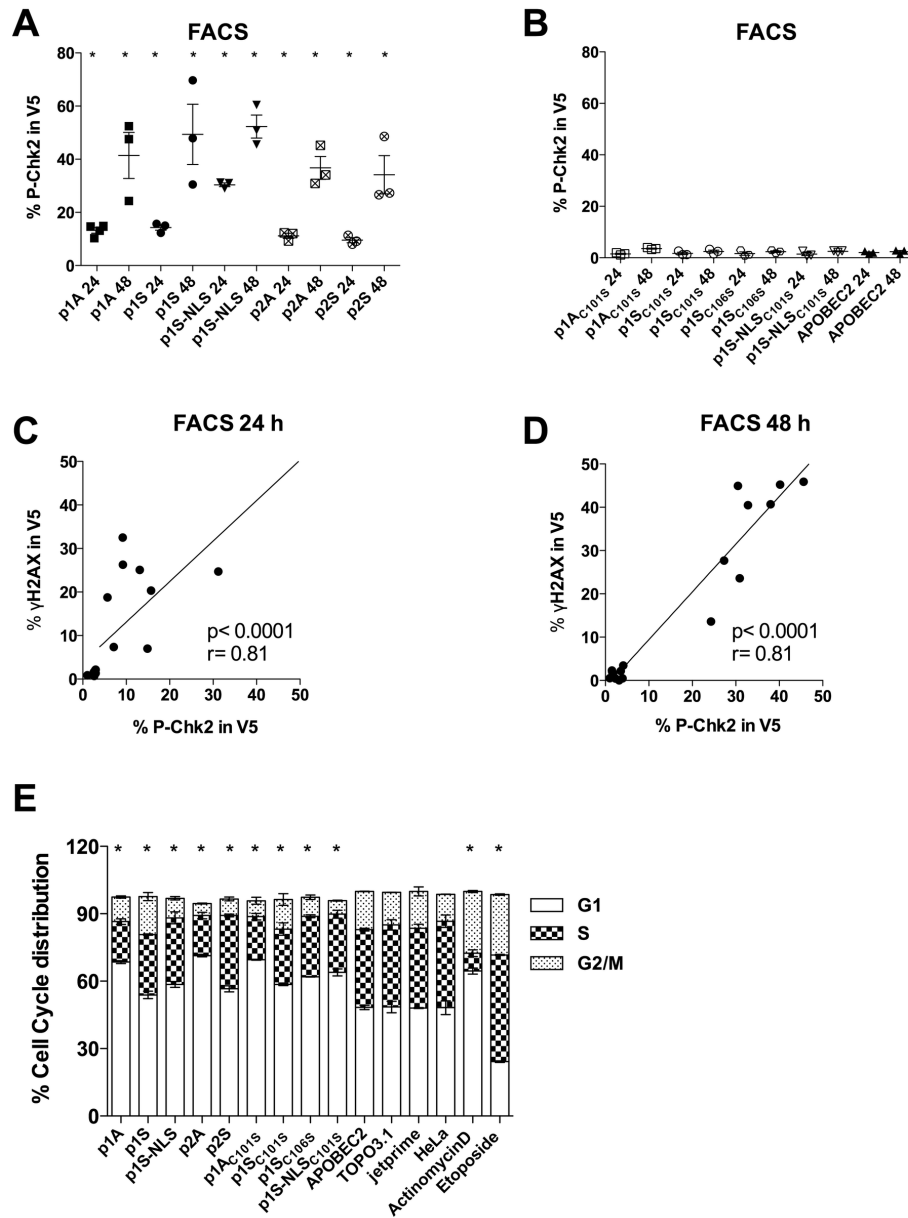 A
FACS
* * * * * * * * * *
% P-Chk2 in V5
80
60
40
20
0
p1A 24
p1A 48
p1S 24
p1S 48
p1S-NLS 24
p1S-NLS 48
p2A 24
p2A 48
p2S 24
p2S 48
B
FACS
% P-Chk2 in V5
80
60
40
20
0
p1AC101S 24
p1AC101S 48
p1SC101S 24
p1SC101S 48
p1SC106S 24
p1SC106S 48
p1S-NLSC101S 24
p1S-NLSC101S 48
APOBEC2 24
APOBEC2 48
C
FACS 24 h
% γH2AX in V5
50
40
30
20
10
0
p< 0.0001
r= 0.81
0 10 20 30 40 50
% P-Chk2 in V5
D
FACS 48 h
% γH2AX in V5
50
40
30
20
10
0
p< 0.0001
r= 0.81
0 10 20 30 40 50
% P-Chk2 in V5
E
% Cell Cycle distribution
120
90
60
30
0
* * * * * * * * * * *
G1
S
G2/M
p1A
p1S
p1S-NLS
p2A
p2S
p1AC101S
p1SC101S
p1SC106S
p1S-NLSC101S
APOBEC2
TOPO3.1
jetprime
HeLa
ActinomycinD
Etoposide